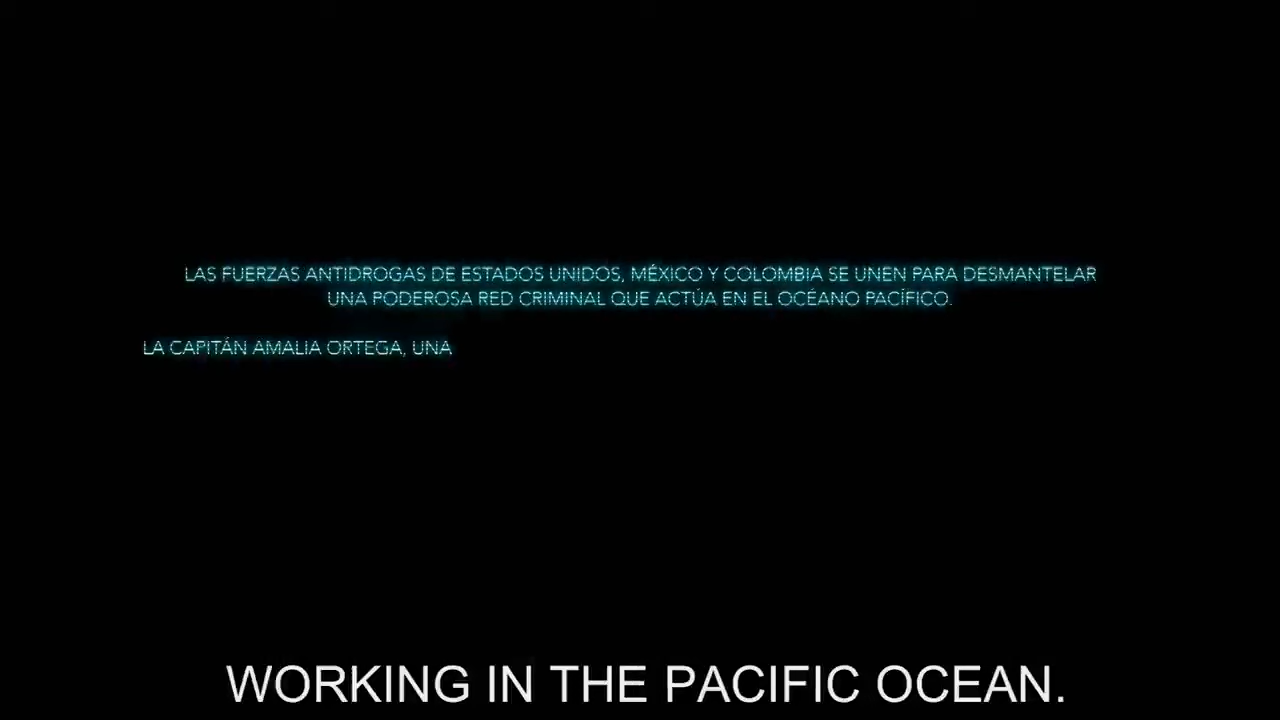 LAS FUERZAS ANTIDROGAS DE ESTADOS UNIDOS, MÉXICO Y COLOMBIA SE UNEN PARA DESMANTELAR
UNA PODEROSA RED CRIMINAL QUE ACTÚA EN EL OCÉANO PACÍFICO.
LA CAPITÁN AMALIA ORTEGA, UNA
WORKING IN THE PACIFIC OCEAN.